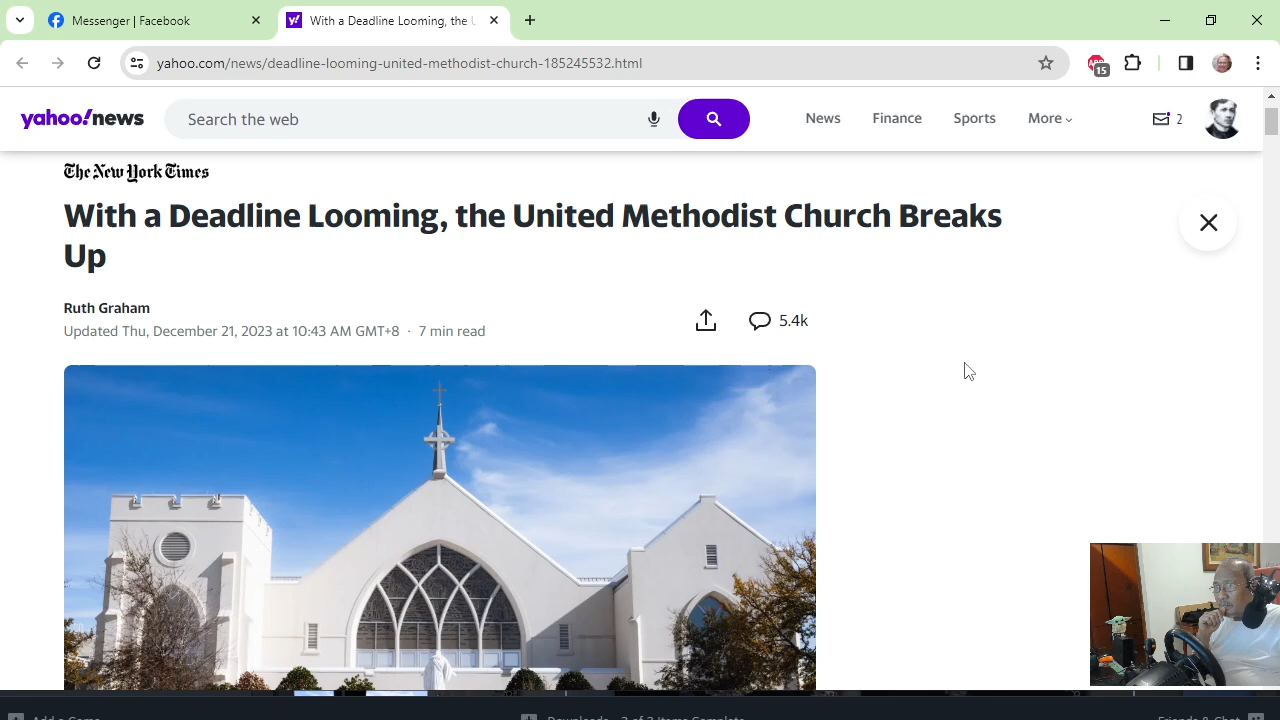 Messenger | Facebook
With a Deadline Looming, the U
yahoo.com/news/deadline-looming-united-methodist-church-185245532.html
15
yahoo!news
Search the web
News
Finance
Sports
More
2
The New York Times
With a Deadline Looming, the United Methodist Church Breaks
Up
Ruth Graham
Updated Thu, December 21, 2023 at 10:43 AM GMT+8 · 7 min read
5.4k